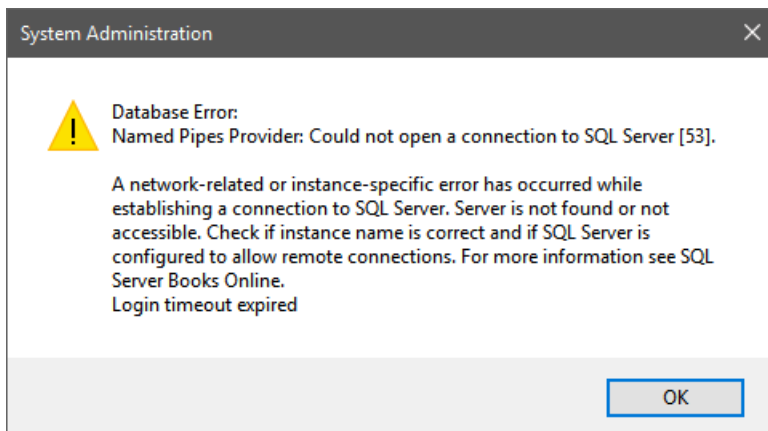 System Administration
Database Error:
Named Pipes Provider: Could not open a connection to SQL Server [53].
A network-related or instance-specific error has occurred while
establishing a connection to SQL Server. Server is not found or not
accessible. Check if instance name is correct and if SQL Server is
configured to allow remote connections. For more information see SQL
Server Books Online.
Login timeout expired
OK